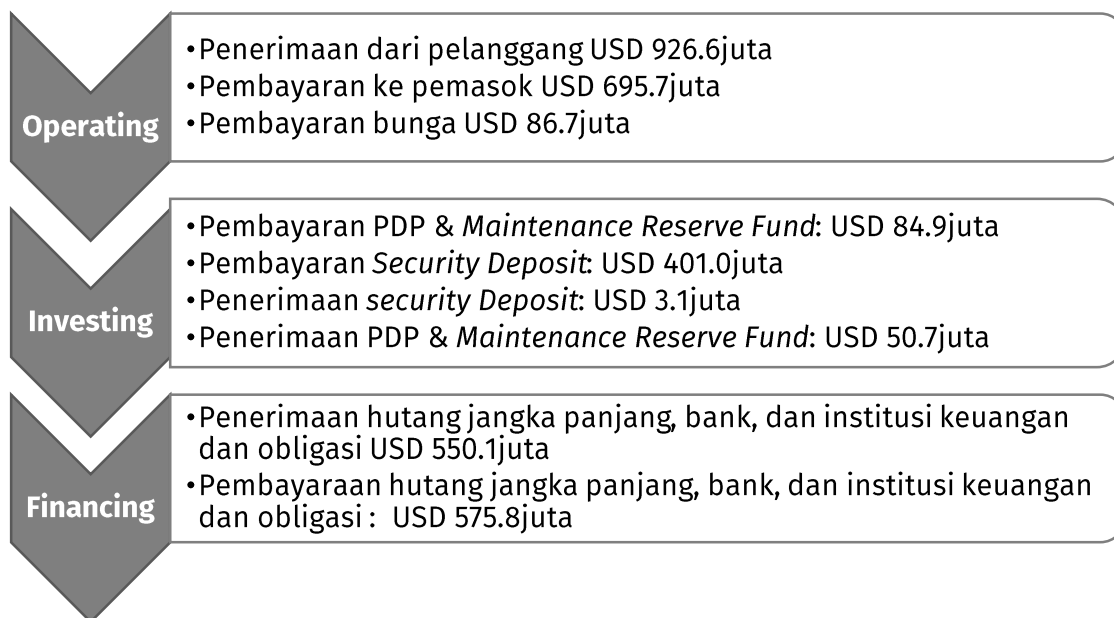 Operating
•Penerimaan dari pelanggang USD 926.6juta
•Pembayaran ke pemasok USD 695.7juta
•Pembayaran bunga USD 86.7juta
Investing
•Pembayaran PDP & Maintenance Reserve Fund: USD 84.9juta
•Pembayaran Security Deposit: USD 401.0juta
•Penerimaan security Deposit: USD 3.1juta
•Penerimaan PDP & Maintenance Reserve Fund: USD 50.7juta
Financing
•Penerimaan hutang jangka panjang, bank, dan institusi keuangan
dan obligasi USD 550.1juta
•Pembayaraan hutang jangka panjang, bank, dan institusi keuangan
dan obligasi : USD 575.8juta